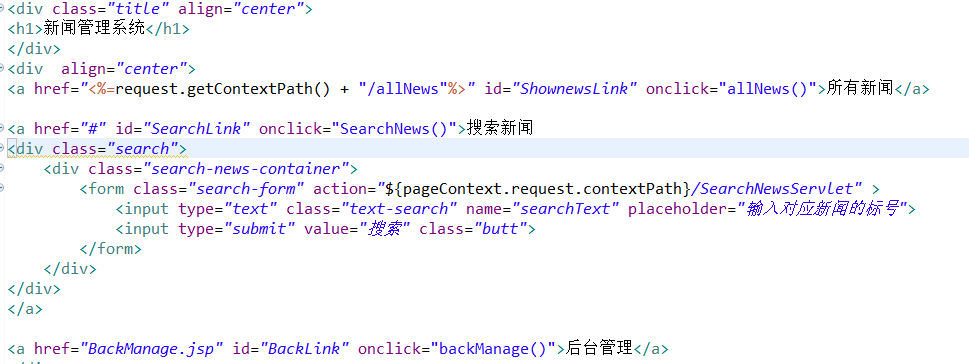 <div class="title" align="center">
<h1>新闻管理系统</h1>
</div>
<div  align="center">
<a href="<%=request.getContextPath() + "/allNews"%>" id="ShownewsLink" onclick="allNews()">所有新闻</a>
<a href="#" id="SearchLink" onclick="SearchNews()">搜索新闻
<div class="search">
<div class="search-news-container">
<form class="search-form" action="${pageContext.request.contextPath}/SearchNewsServlet" >
<input type="text" class="text-search" name="searchText" placeholder="输入对应新闻的标号">
<input type="submit" value="搜索" class="butt">
</form>
</div>
</div>
</a>
<a href="BackManage.jsp" id="BackLink" onclick="backManage()">后台管理</a>